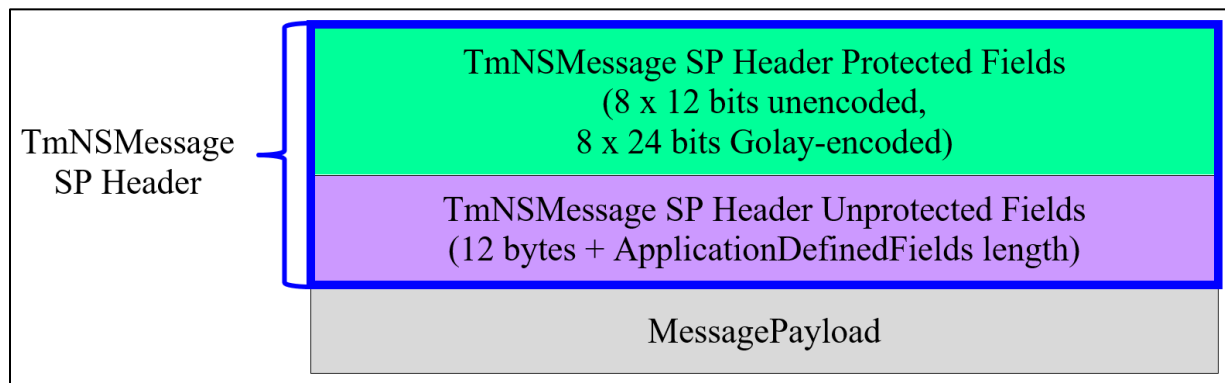 TmNSMessage
SP Header
TmNSMessage SP Header Protected Fields
(8 x 12 bits unencoded,
8 x 24 bits Golay-encoded)
TmNSMessage SP Header Unprotected Fields
(12 bytes + ApplicationDefinedFields length)
MessagePayload